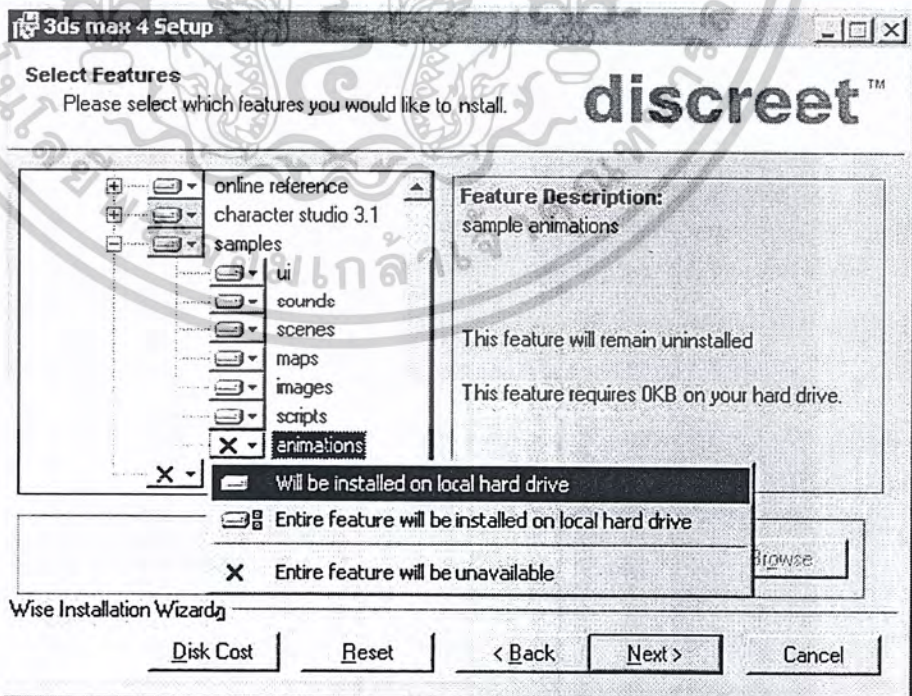 3ds max 4 Setup
Select Features
Please select which features you would like to nstall.
discreet™
online reference
character studio 3.1
samples
ui
sounds
scenes
maps
images
scripts
animations
Feature Description:
sample animations
This feature will remain uninstalled
This feature requires 0KB on your hard drive.
Will be installed on local hard drive
Entire feature will be installed on local hard drive
Entire feature will be unavailable
Browse
Wise Installation Wizard
Disk Cost
Reset
< Back
Next >
Cancel